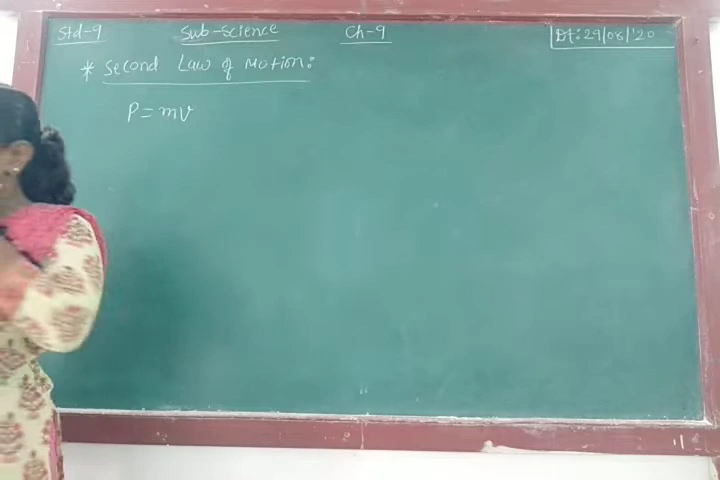 Std-9 Sub-Science Ch-9 Dt:29/08/'20
* Second Law of Motion:
P = mv